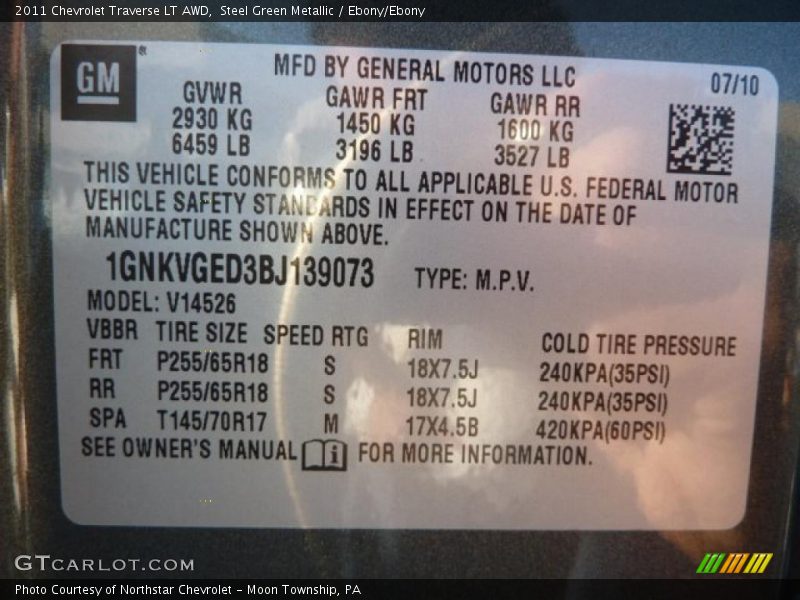 2011 Chevrolet Traverse LT AWD, Steel Green Metallic / Ebony/Ebony
GM®
MFD BY GENERAL MOTORS LLC 07/10
GVWR GAWR FRT GAWR RR
2930 KG 1450 KG 1600 KG
6459 LB 3196 LB 3527 LB
THIS VEHICLE CONFORMS TO ALL APPLICABLE U.S. FEDERAL MOTOR
VEHICLE SAFETY STANDARDS IN EFFECT ON THE DATE OF
MANUFACTURE SHOWN ABOVE.
1GNKVGED3BJ139073 TYPE: M.P.V.
MODEL: V14526
VBBR TIRE SIZE SPEED RTG RIM COLD TIRE PRESSURE
FRT P255/65R18 S 18X7.5J 240KPA(35PSI)
RR P255/65R18 S 18X7.5J 240KPA(35PSI)
SPA T145/70R17 M 17X4.5B 420KPA(60PSI)
SEE OWNER'S MANUAL i FOR MORE INFORMATION.
GTCARLOT.COM
Photo Courtesy of Northstar Chevrolet - Moon Township, PA